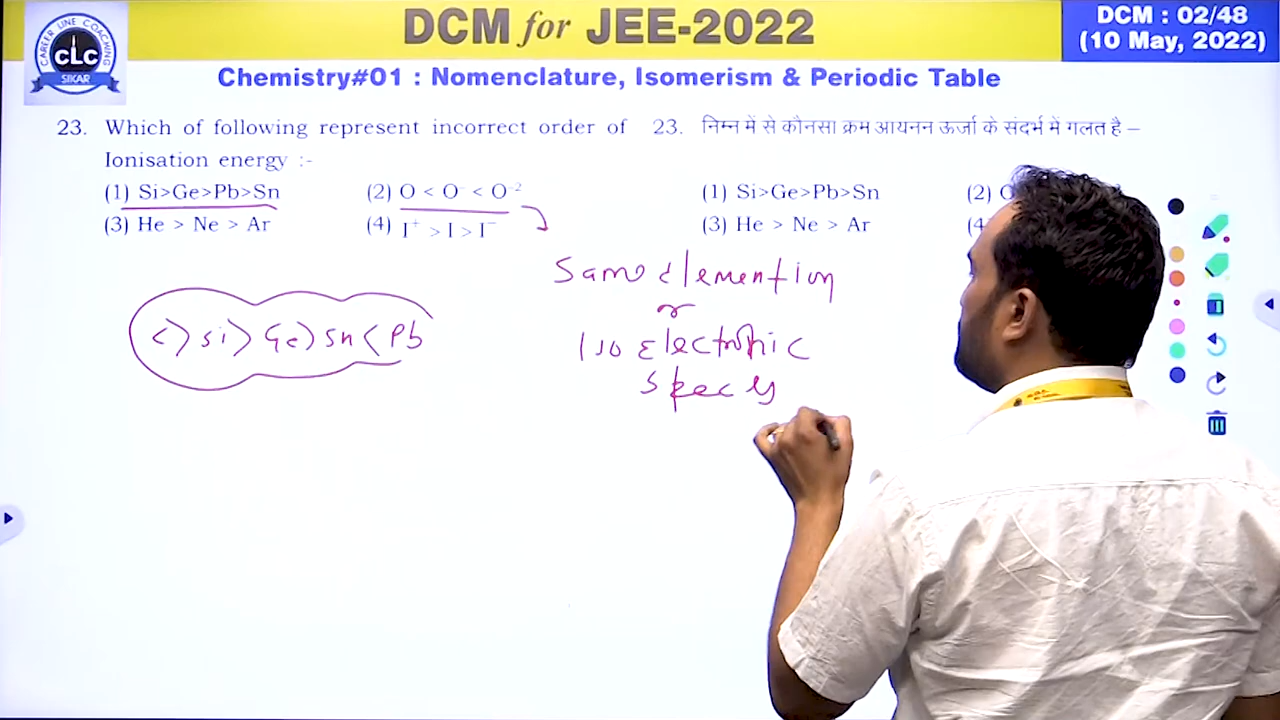 CAREER LINE COACHING
CLC
SIKAR
DCM for JEE-2022
DCM : 02/48
(10 May, 2022)
Chemistry#01 : Nomenclature, Isomerism & Periodic Table
23. Which of following represent incorrect order of
Ionisation energy :-
(1) Si>Ge>Pb>Sn (2) O < O⁻ < O⁻²
(3) He > Ne > Ar (4) I⁺ > I > I⁻
23. निम्न में से कौनसा क्रम आयनन ऊर्जा के संदर्भ में गलत है –
(1) Si>Ge>Pb>Sn (2) O
(3) He > Ne > Ar (4
C>Si>Ge>Sn<Pb
Same
or
Iso Electronic